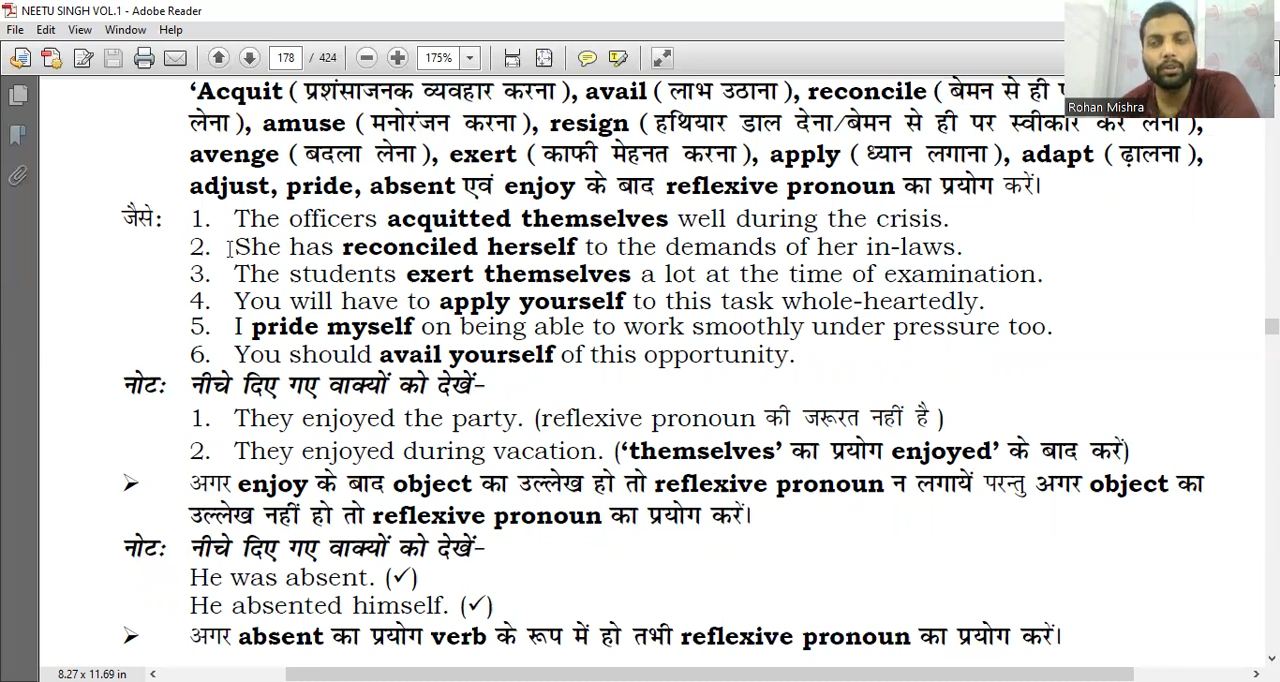 NEETU SINGH VOL.1 - Adobe Reader
File Edit View Window Help
178 / 424 175%
Rohan Mishra
‘Acquit (प्रशंसाजनक व्यवहार करना), avail (लाभ उठाना), reconcile (बेमन से ही
लेना), amuse (मनोरंजन करना), resign (हथियार डाल देना/बेमन से ही पर स्वीकार कर लेना),
avenge (बदला लेना), exert (काफी मेहनत करना), apply (ध्यान लगाना), adapt (ढ़ालना),
adjust, pride, absent एवं enjoy के बाद reflexive pronoun का प्रयोग करें।
जैसे: 1. The officers acquitted themselves well during the crisis.
2. She has reconciled herself to the demands of her in-laws.
3. The students exert themselves a lot at the time of examination.
4. You will have to apply yourself to this task whole-heartedly.
5. I pride myself on being able to work smoothly under pressure too.
6. You should avail yourself of this opportunity.
नोट: नीचे दिए गए वाक्यों को देखें-
1. They enjoyed the party. (reflexive pronoun की जरूरत नहीं है )
2. They enjoyed during vacation. (‘themselves’ का प्रयोग enjoyed’ के बाद करें)
अगर enjoy के बाद object का उल्लेख हो तो reflexive pronoun न लगायें परन्तु अगर object का
उल्लेख नहीं हो तो reflexive pronoun का प्रयोग करें।
नोट: नीचे दिए गए वाक्यों को देखें-
He was absent. (✓)
He absented himself. (✓)
अगर absent का प्रयोग verb के रूप में हो तभी reflexive pronoun का प्रयोग करें।
8.27 x 11.69 in